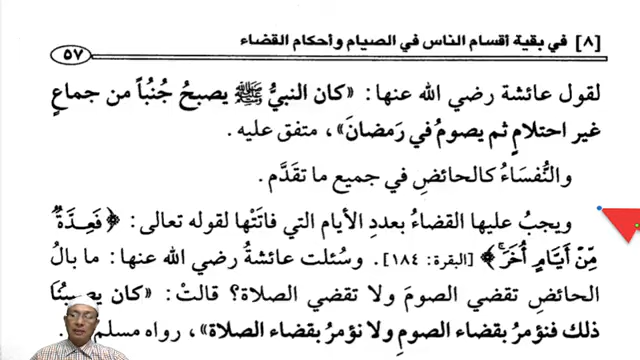 [٨] في بقية أقسام الناس في الصيام وأحكام القضاء
٥٧
لقول عائشة رضي الله عنها: «كان النبيُّ ﷺ يصبحُ جُنُباً من جماعٍ
غير احتلامٍ ثم يصومُ في رَمضانَ»، متفق عليه.
والنُّفسَاءُ كالحائضِ في جميع ما تقدَّم.
ويجبُ عليها القضاءُ بعددِ الأيام التي فاتَتْها لقوله تعالى: ﴿فَعِدَّةٌ
مِّنْ أَيَّامٍ أُخَرَ﴾ [البقرة: ١٨٤]. وسُئلت عائشةُ رضي الله عنها: ما بالُ
الحائضِ تقضي الصومَ ولا تقضي الصلاة؟ قالتْ: «كان يصيبُنَا
ذلك فنؤمرُ بقضاء الصومِ ولا نؤمرُ بقضاء الصلاة»، رواه مسلم.